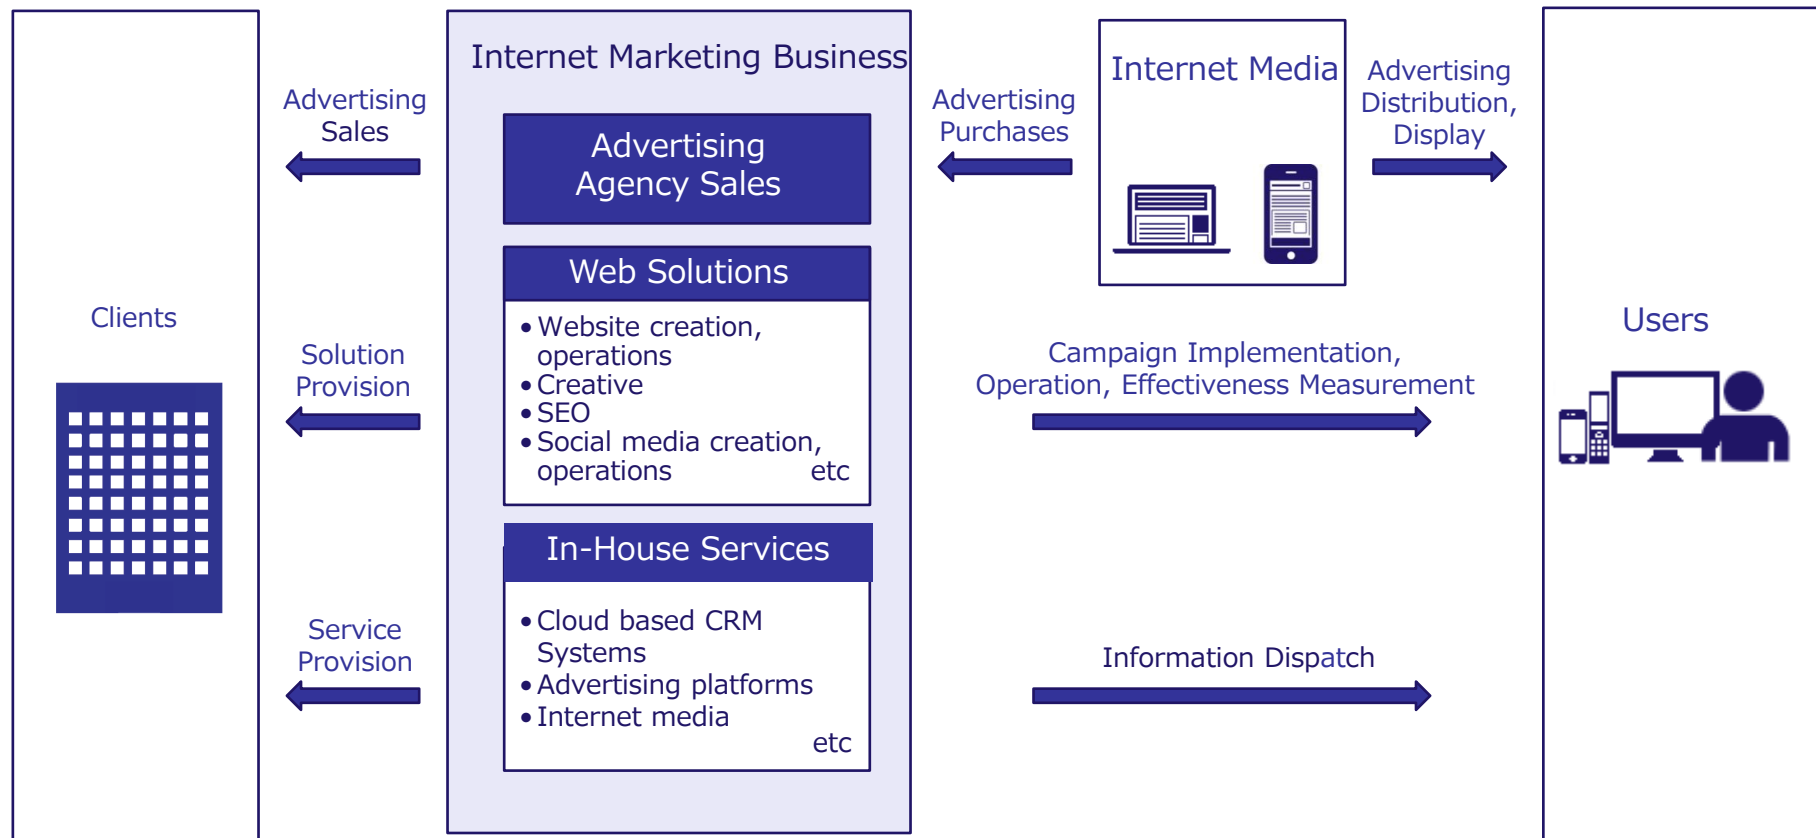 Clients
Advertising
Sales
Solution
Provision
Service
Provision
Internet Marketing Business
Advertising
Agency Sales
Web Solutions
•Website creation,
operations
•Creative
•SEO
•Social media creation,
operations etc
In-House Services
•Cloud based CRM
Systems
•Advertising platforms
•Internet media
etc
Advertising
Purchases
Internet Media
Advertising
Distribution,
Display
Campaign Implementation,
Operation, Effectiveness Measurement
Information Dispatch
Users